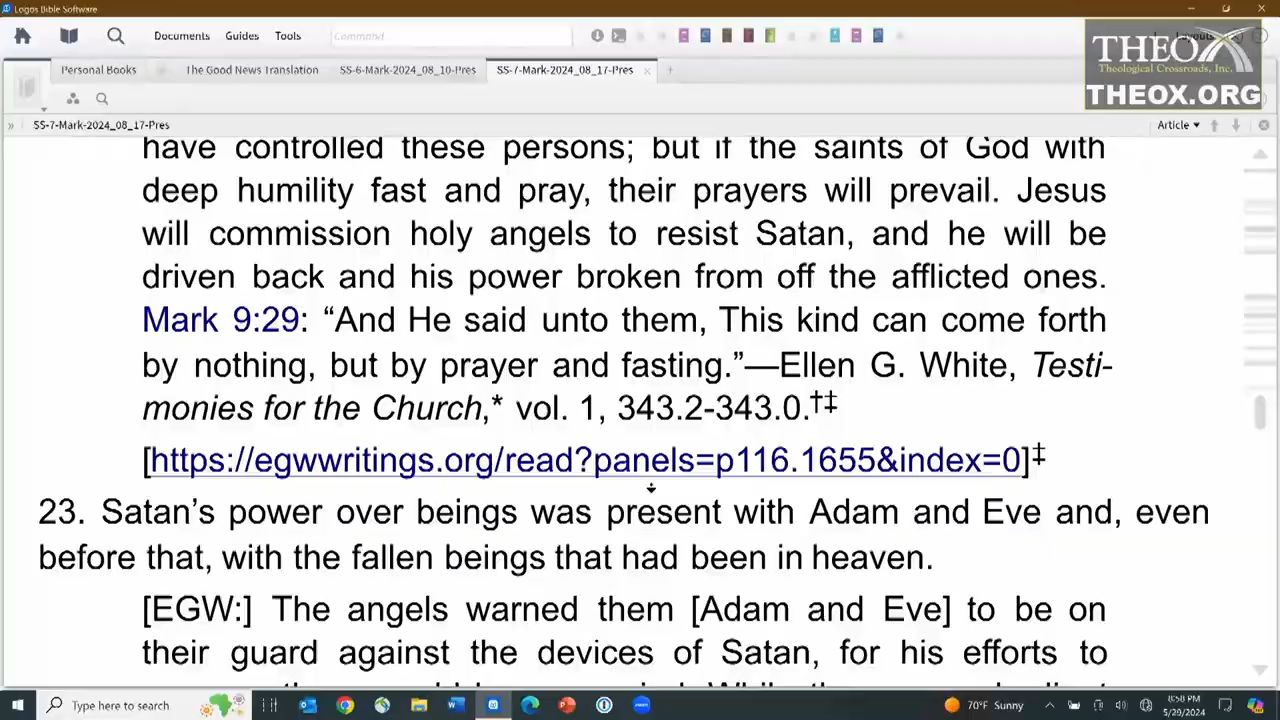 Logos Bible Software
Documents Guides Tools Command
THEOX
Theological Crossroads, Inc.
THEOX.ORG
Personal Books The Good News Translation SS-6-Mark-2024_08_10-Pres SS-7-Mark-2024_08_17-Pres
SS-7-Mark-2024_08_17-Pres Article
have controlled these persons; but if the saints of God with
deep humility fast and pray, their prayers will prevail. Jesus
will commission holy angels to resist Satan, and he will be
driven back and his power broken from off the afflicted ones.
Mark 9:29: “And He said unto them, This kind can come forth
by nothing, but by prayer and fasting.”—Ellen G. White, Testi-
monies for the Church,* vol. 1, 343.2-343.0.†‡
[https://egwwritings.org/read?panels=p116.1655&index=0]‡
23. Satan’s power over beings was present with Adam and Eve and, even
before that, with the fallen beings that had been in heaven.
[EGW:] The angels warned them [Adam and Eve] to be on
their guard against the devices of Satan, for his efforts to
Type here to search
70°F Sunny
8:58 PM
5/29/2024